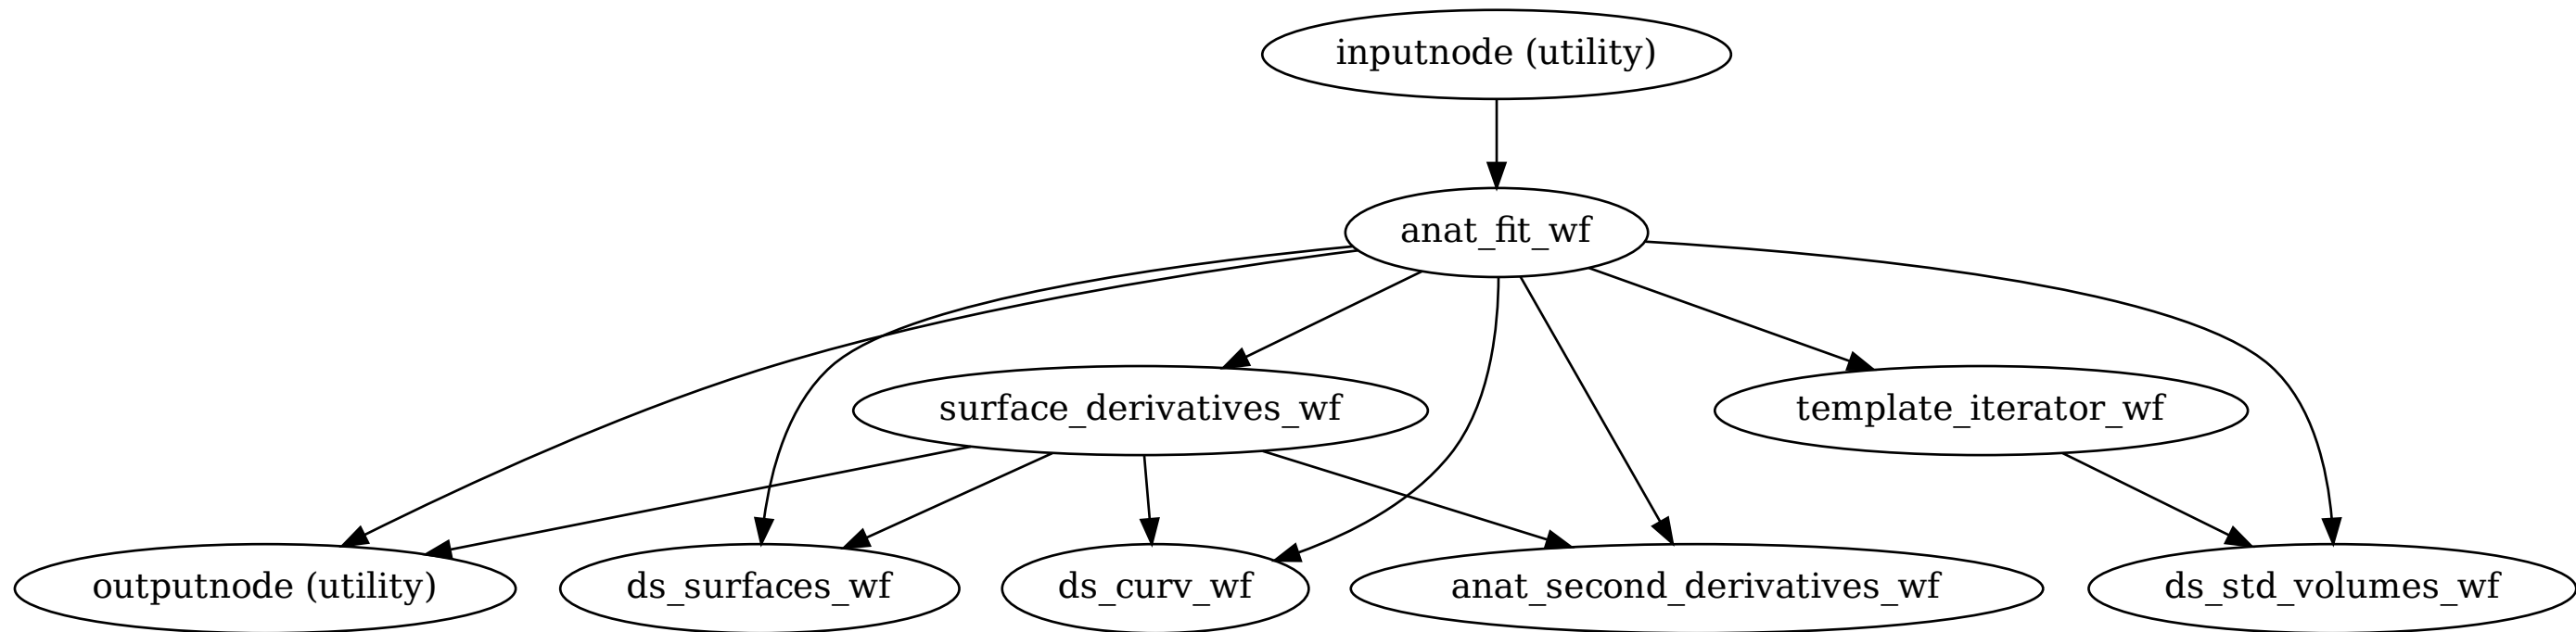 inputnode (utility)
anat_fit_wf
surface_derivatives_wf
template_iterator_wf
outputnode (utility)
ds_surfaces_wf
ds_curv_wf
anat_second_derivatives_wf
ds_std_volumes_wf